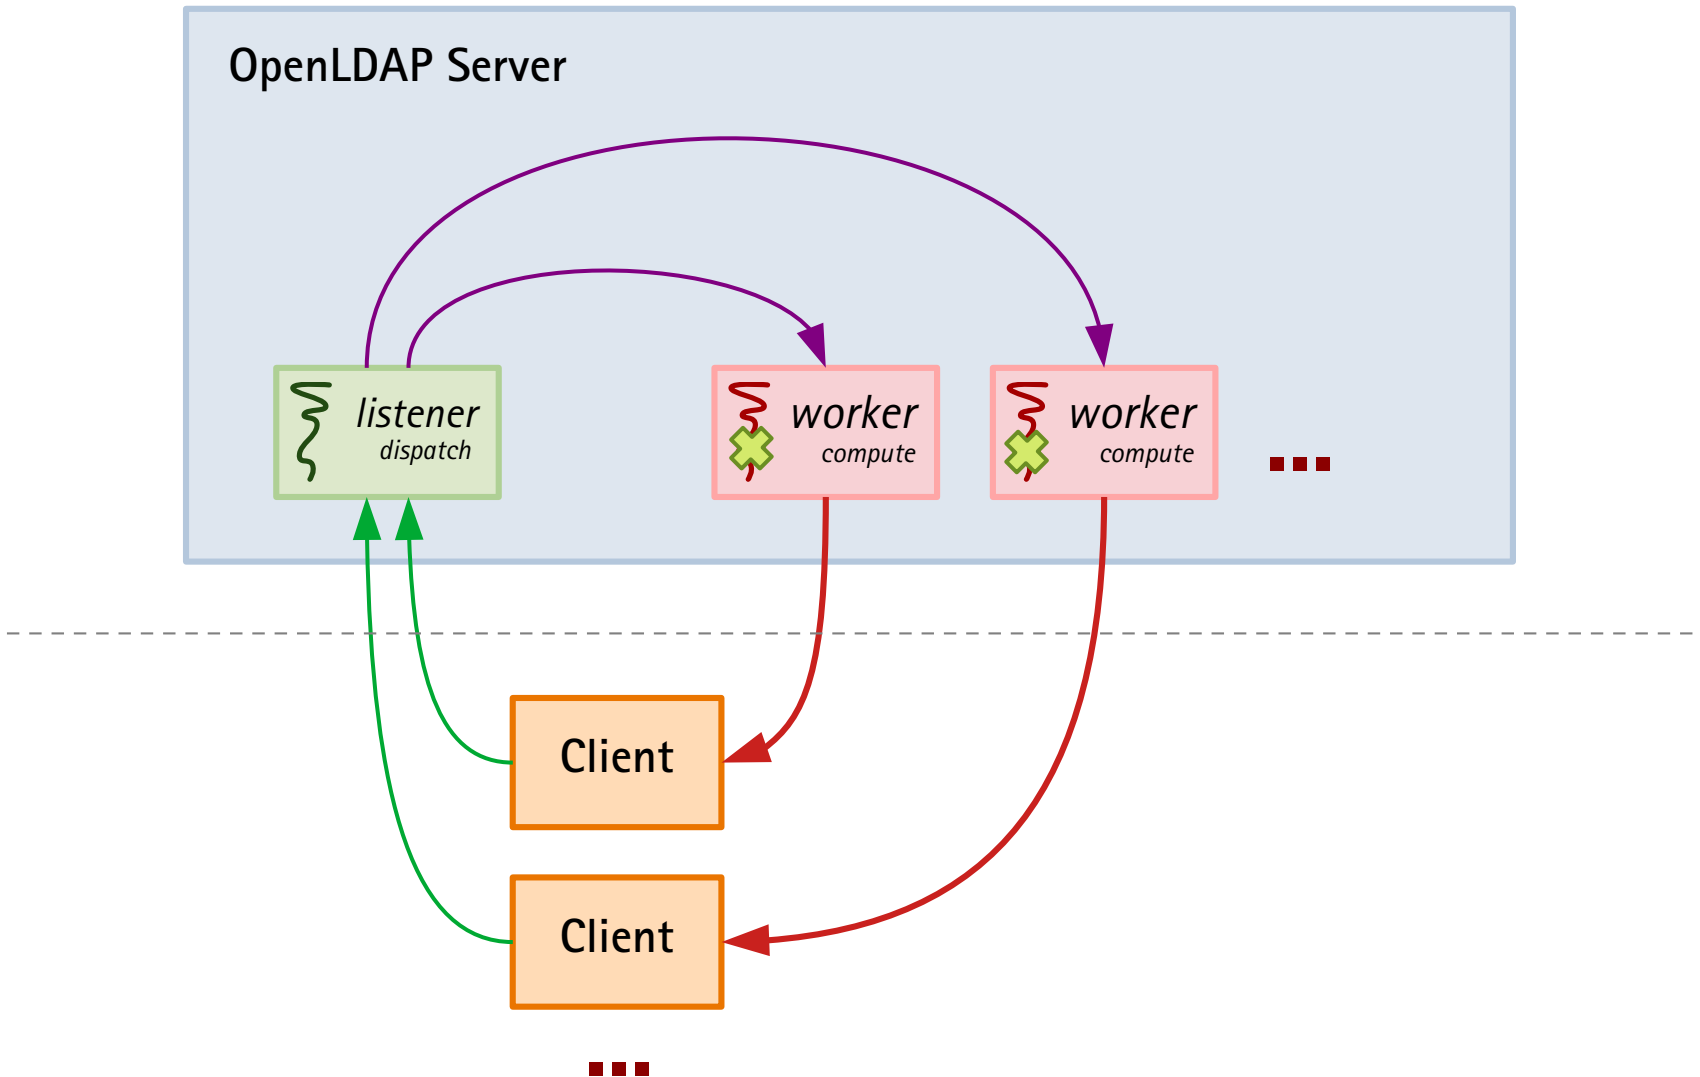 OpenLDAP Server
listener
dispatch
worker
compute
worker
compute
Client
Client